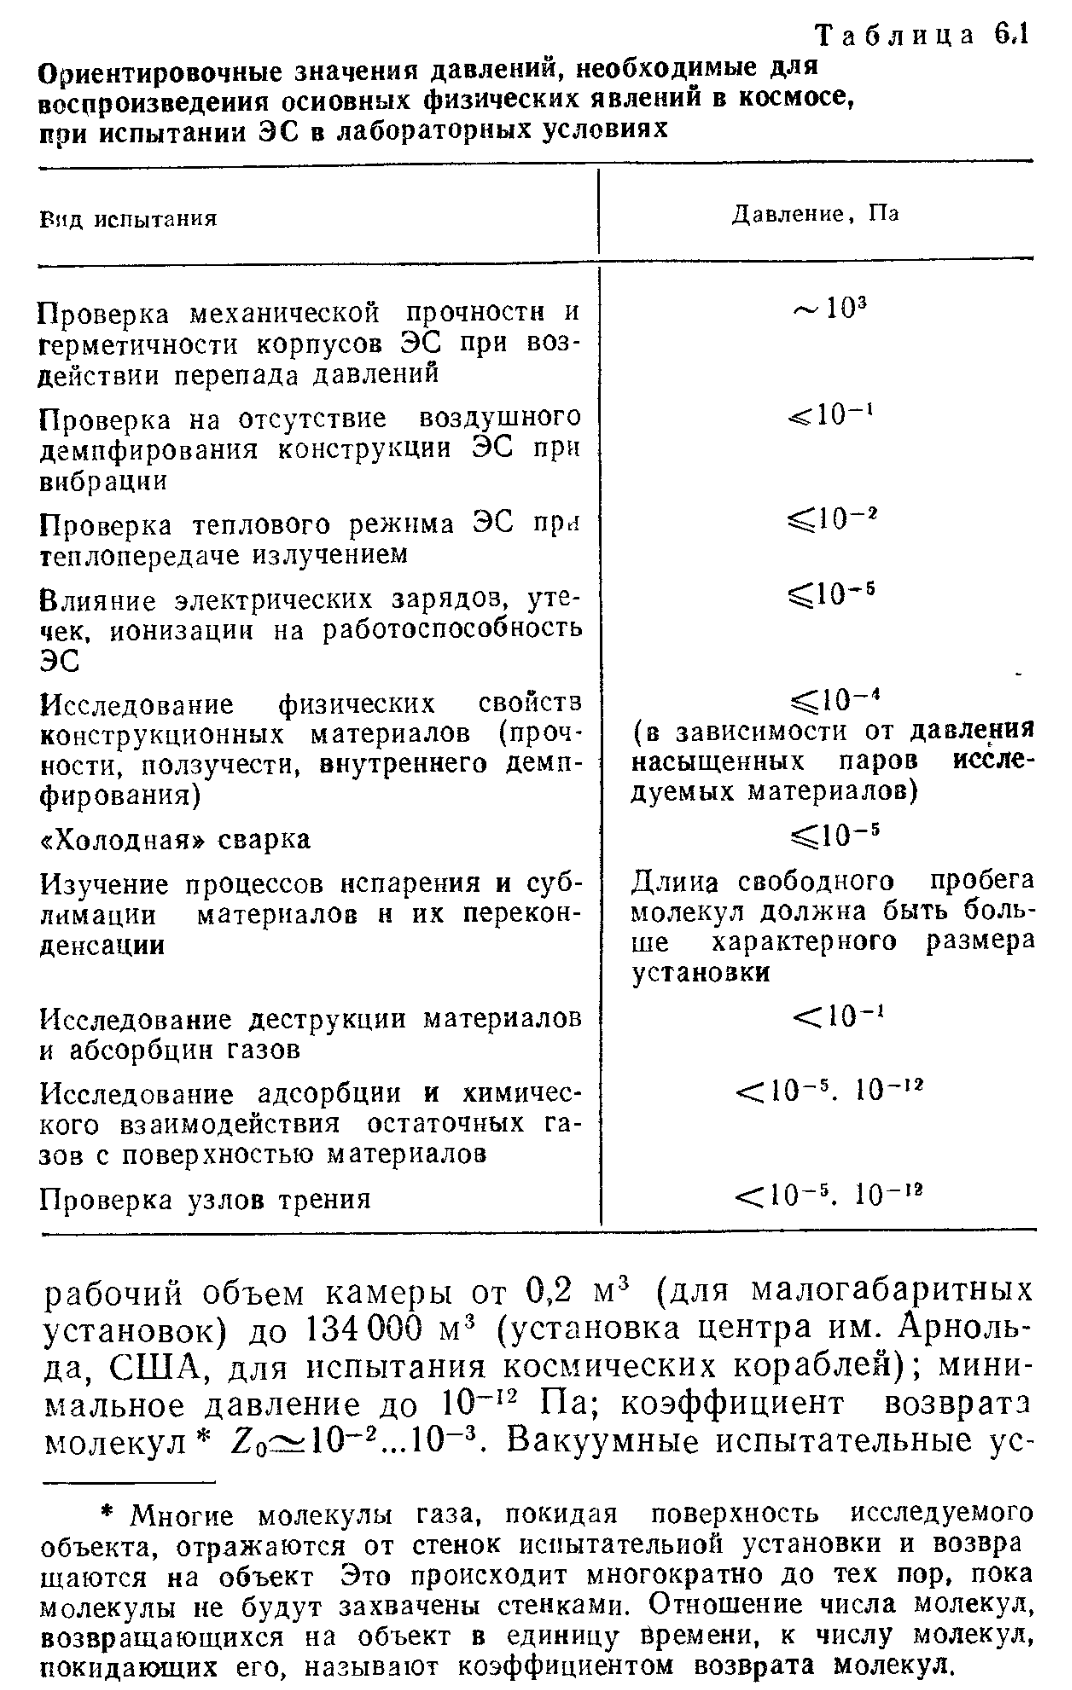 Таблица 6.1
Ориентировочные значения давлений, необходимые для
воспроизведения основных физических явлений в космосе,
при испытании ЭС в лабораторных условиях
Вид испытания
Давление, Па
Проверка механической прочности и
герметичности корпусов ЭС при воз-
действии перепада давлений
~10³
Проверка на отсутствие воздушного
демпфирования конструкции ЭС при
вибрации
⩽10⁻¹
Проверка теплового режима ЭС при
теплопередаче излучением
⩽10⁻²
Влияние электрических зарядов, уте-
чек, ионизации на работоспособность
ЭС
⩽10⁻⁵
Исследование физических свойств
конструкционных материалов (проч-
ности, ползучести, внутреннего демп-
фирования)
⩽10⁻⁴
(в зависимости от давления
насыщенных паров иссле-
дуемых материалов)
«Холодная» сварка
⩽10⁻⁵
Изучение процессов испарения и суб-
лимации материалов и их перекон-
денсации
Длина свободного пробега
молекул должна быть боль-
ше характерного размера
установки
Исследование деструкции материалов
и абсорбции газов
<10⁻¹
Исследование адсорбции и химичес-
кого взаимодействия остаточных га-
зов с поверхностью материалов
<10⁻⁵. 10⁻¹²
Проверка узлов трения
<10⁻⁵. 10⁻¹²
рабочий объем камеры от 0,2 м³ (для малогабаритных
установок) до 134 000 м³ (установка центра им. Арноль-
да, США, для испытания космических кораблей); мини-
мальное давление до 10⁻¹² Па; коэффициент возврата
молекул * Z₀≃10⁻²...10⁻³. Вакуумные испытательные ус-
* Многие молекулы газа, покидая поверхность исследуемого
объекта, отражаются от стенок испытательной установки и возвра
щаются на объект Это происходит многократно до тех пор, пока
молекулы не будут захвачены стенками. Отношение числа молекул,
возвращающихся на объект в единицу времени, к числу молекул,
покидающих его, называют коэффициентом возврата молекул.